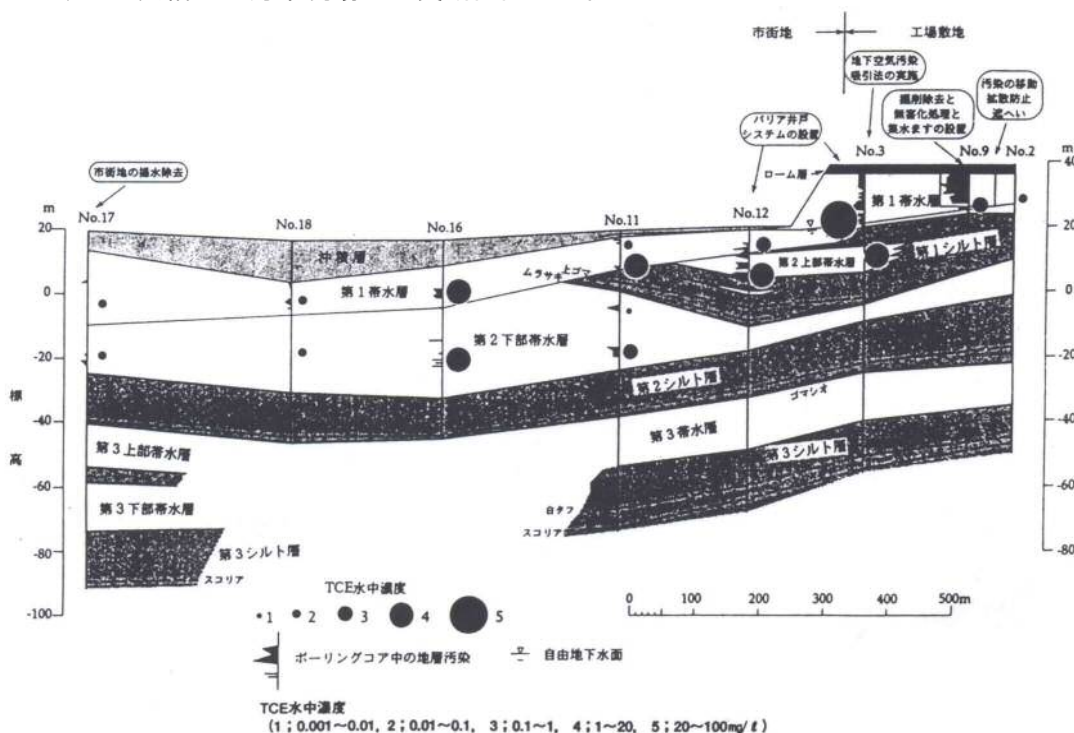 市街地
工場敷地
地下空気汚染
吸引法の実施
汚染の移動
拡散防止
遮へい
掘削除去と
無害化処理と
集水ますの設置
バリア井戸
システムの設置
市街地の揚水除去
No.3
No.9
No.2
m
m
No.17
No.18
No.16
No.11
No.12
ローム層
40
20
0
-20
-40
-60
-80
20
0
-20
-40
-60
-80
-100
標
高
沖積層
第1帯水層
第1帯水層
第2上部帯水層
第1シルト層
ムラサキ
上ゴマ
第2下部帯水層
第2シルト層
ゴマシオ
第3上部帯水層
第3帯水層
第3シルト層
第3下部帯水層
白タフ
スコリア
第3シルト層
スコリア
TCE水中濃度
1 2 3 4 5
0 100 200 300 400 500m
ボーリングコア中の地層汚染
自由地下水面
TCE水中濃度
(1;0.001~0.01, 2;0.01~0.1, 3;0.1~1, 4;1~20, 5;20~100mg/ℓ)